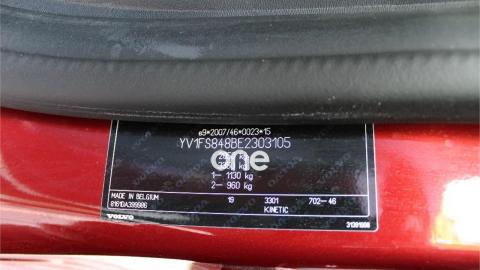 e9*2007/46*0023*15
YV1FS848BE2303105
one
1– 1130 kg
2– 960 kg
MADE IN BELGIUM
19 3301 702-46
KINETIC
VOLVO